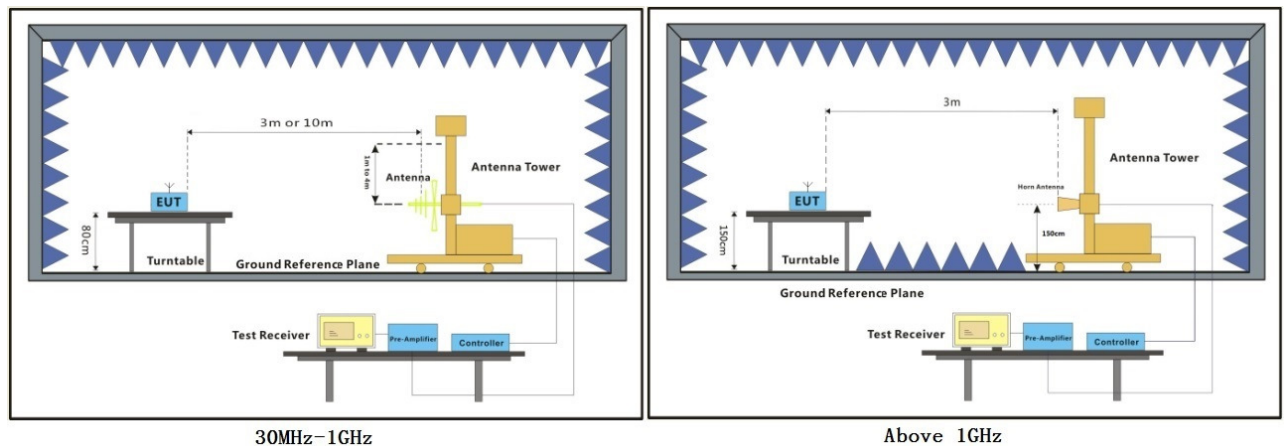 3m or 10m
1m to 4m
Antenna
Antenna Tower
EUT
80cm
Turntable
Ground Reference Plane
Test Receiver
Pre-Amplifier
Controller
30MHz-1GHz
3m
Antenna Tower
Horn Antenna
EUT
150cm
150cm
Turntable
Ground Reference Plane
Test Receiver
Pre-Amplifier
Controller
Above 1GHz